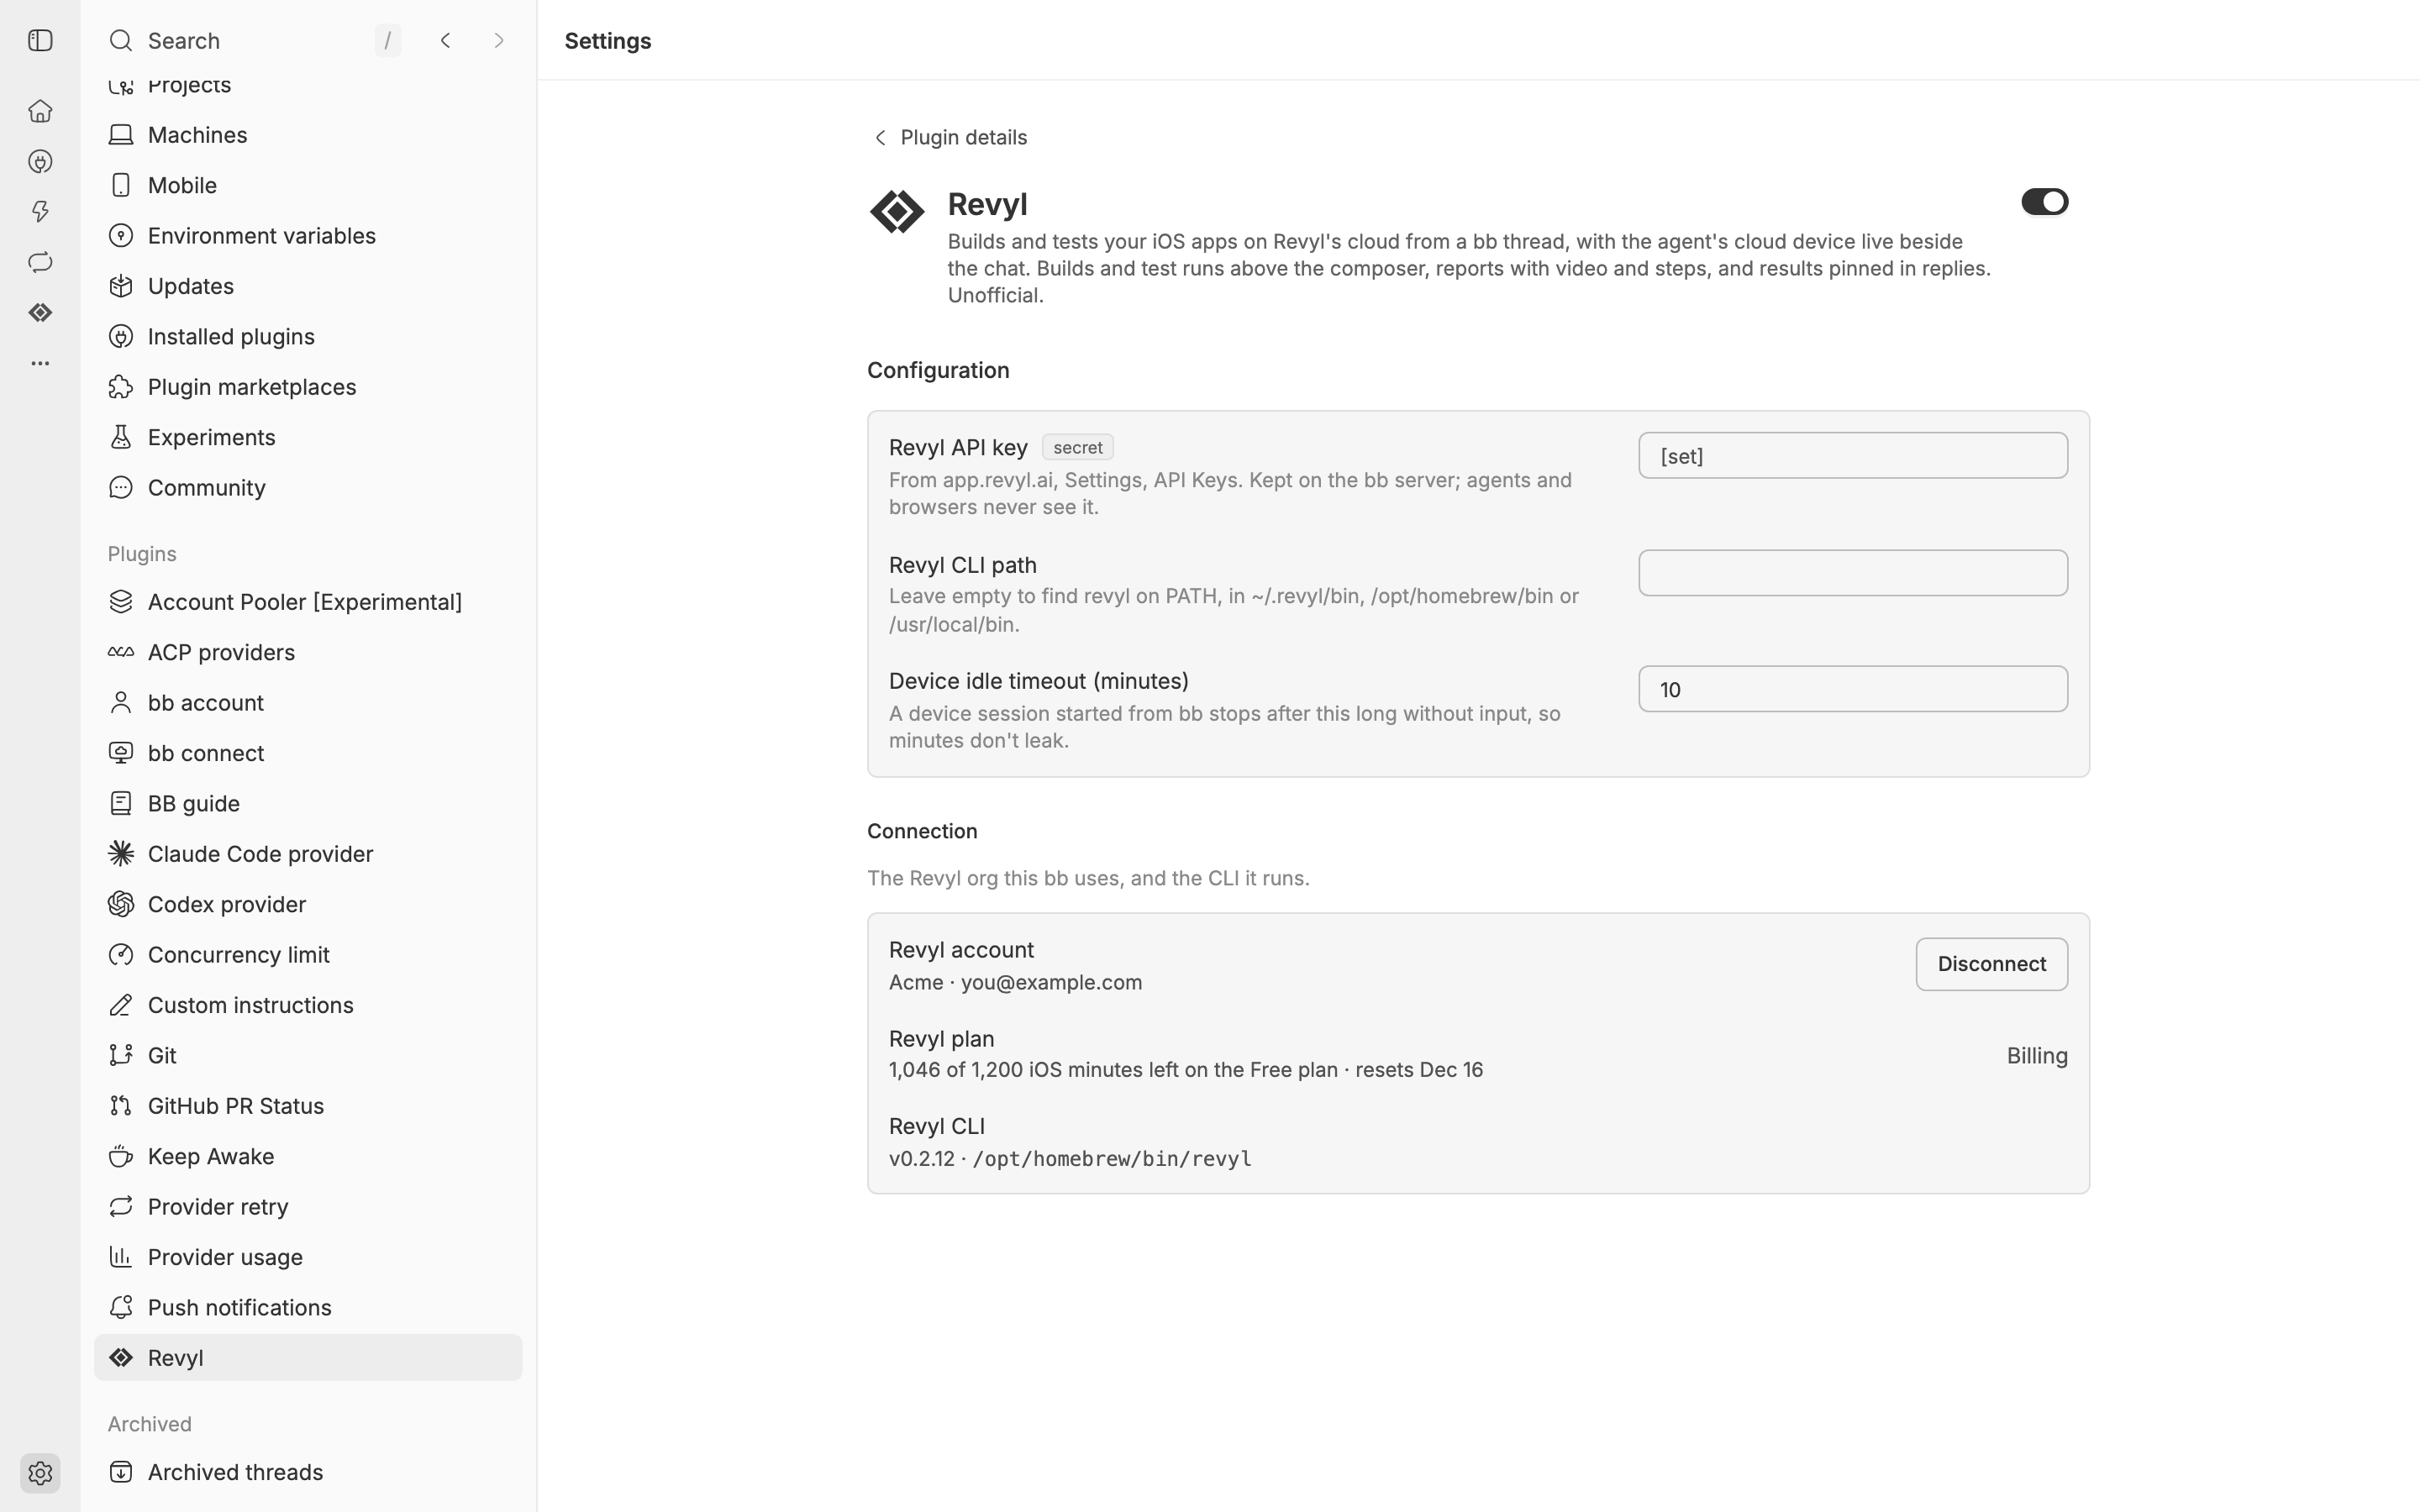 Search
/
Projects
Machines
Mobile
Environment variables
Updates
Installed plugins
Plugin marketplaces
Experiments
Community
Plugins
Account Pooler [Experimental]
ACP providers
bb account
bb connect
BB guide
Claude Code provider
Codex provider
Concurrency limit
Custom instructions
Git
GitHub PR Status
Keep Awake
Provider retry
Provider usage
Push notifications
Revyl
Archived
Archived threads
Settings
Plugin details
Revyl
Builds and tests your iOS apps on Revyl's cloud from a bb thread, with the agent's cloud device live beside
the chat. Builds and test runs above the composer, reports with video and steps, and results pinned in replies.
Unofficial.
Configuration
Revyl API key secret
[set]
From app.revyl.ai, Settings, API Keys. Kept on the bb server; agents and
browsers never see it.
Revyl CLI path
Leave empty to find revyl on PATH, in ~/.revyl/bin, /opt/homebrew/bin or
/usr/local/bin.
Device idle timeout (minutes)
10
A device session started from bb stops after this long without input, so
minutes don't leak.
Connection
The Revyl org this bb uses, and the CLI it runs.
Revyl account
Acme · you@example.com
Disconnect
Revyl plan
1,046 of 1,200 iOS minutes left on the Free plan · resets Dec 16
Billing
Revyl CLI
v0.2.12 · /opt/homebrew/bin/revyl